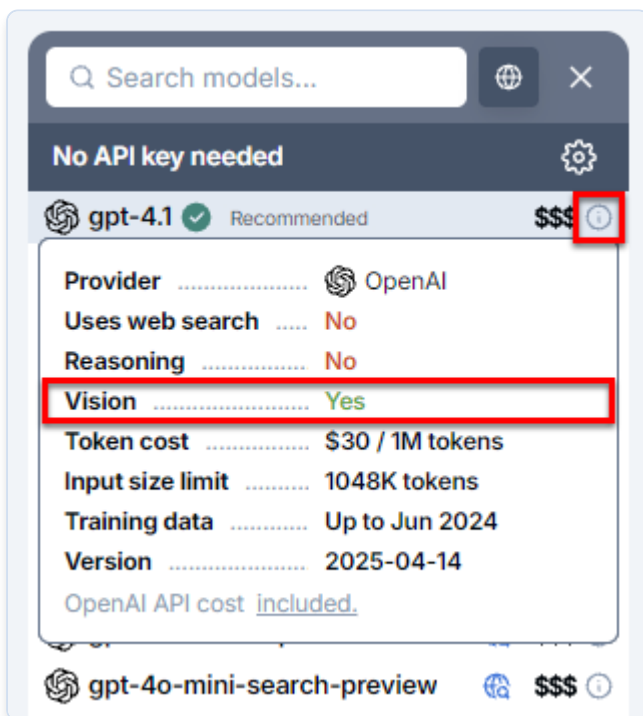 Search models...
No API key needed
gpt-4.1 Recommended $$$
Provider ..................... OpenAI
Uses web search ..... No
Reasoning ................. No
Vision ......................... Yes
Token cost ................ $30 / 1M tokens
Input size limit .......... 1048K tokens
Training data ............ Up to Jun 2024
Version ...................... 2025-04-14
OpenAI API cost included.
gpt-4o-mini-search-preview $$$